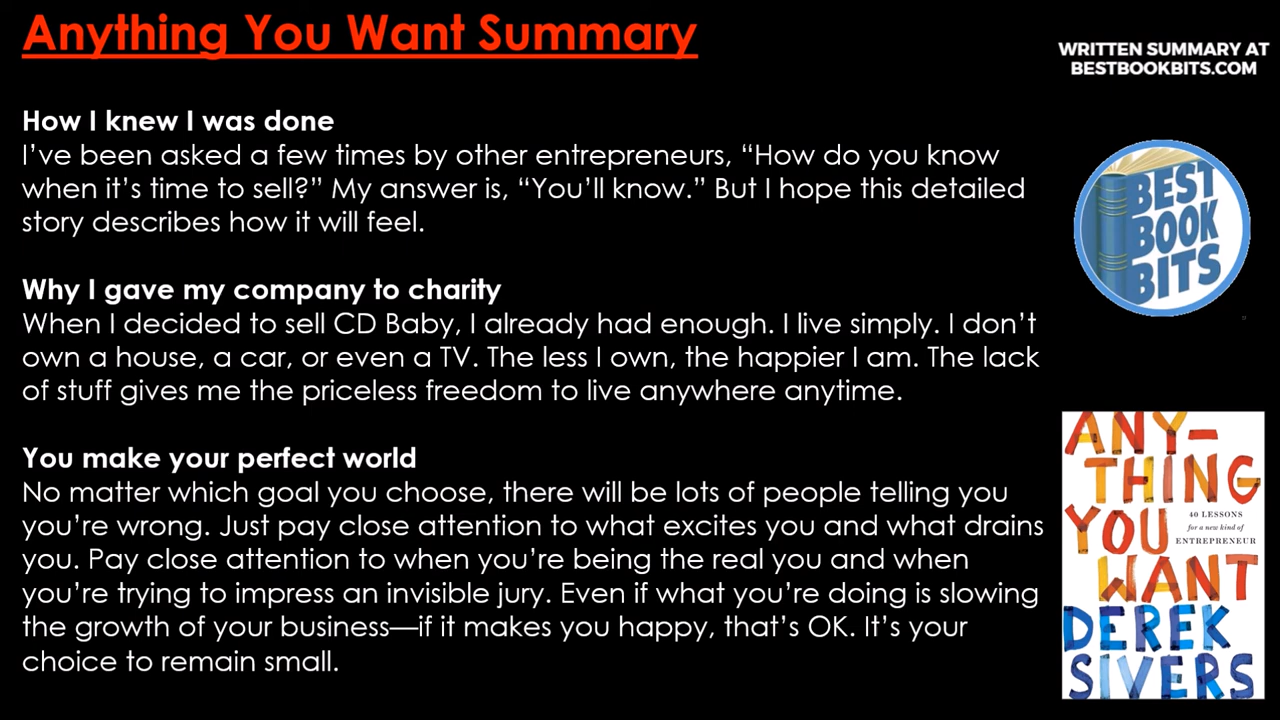 Anything You Want Summary
WRITTEN SUMMARY AT
BESTBOOKBITS.COM
How I knew I was done
I’ve been asked a few times by other entrepreneurs, “How do you know
when it’s time to sell?” My answer is, “You’ll know.” But I hope this detailed
story describes how it will feel.
Why I gave my company to charity
When I decided to sell CD Baby, I already had enough. I live simply. I don’t
own a house, a car, or even a TV. The less I own, the happier I am. The lack
of stuff gives me the priceless freedom to live anywhere anytime.
You make your perfect world
No matter which goal you choose, there will be lots of people telling you
you’re wrong. Just pay close attention to what excites you and what drains
you. Pay close attention to when you’re being the real you and when
you’re trying to impress an invisible jury. Even if what you’re doing is slowing
the growth of your business—if it makes you happy, that’s OK. It’s your
choice to remain small.
BEST
BOOK
BITS
ANY-
THING
YOU
40 LESSONS
for a new kind of
ENTREPRENEUR
WANT
DEREK
SIVERS